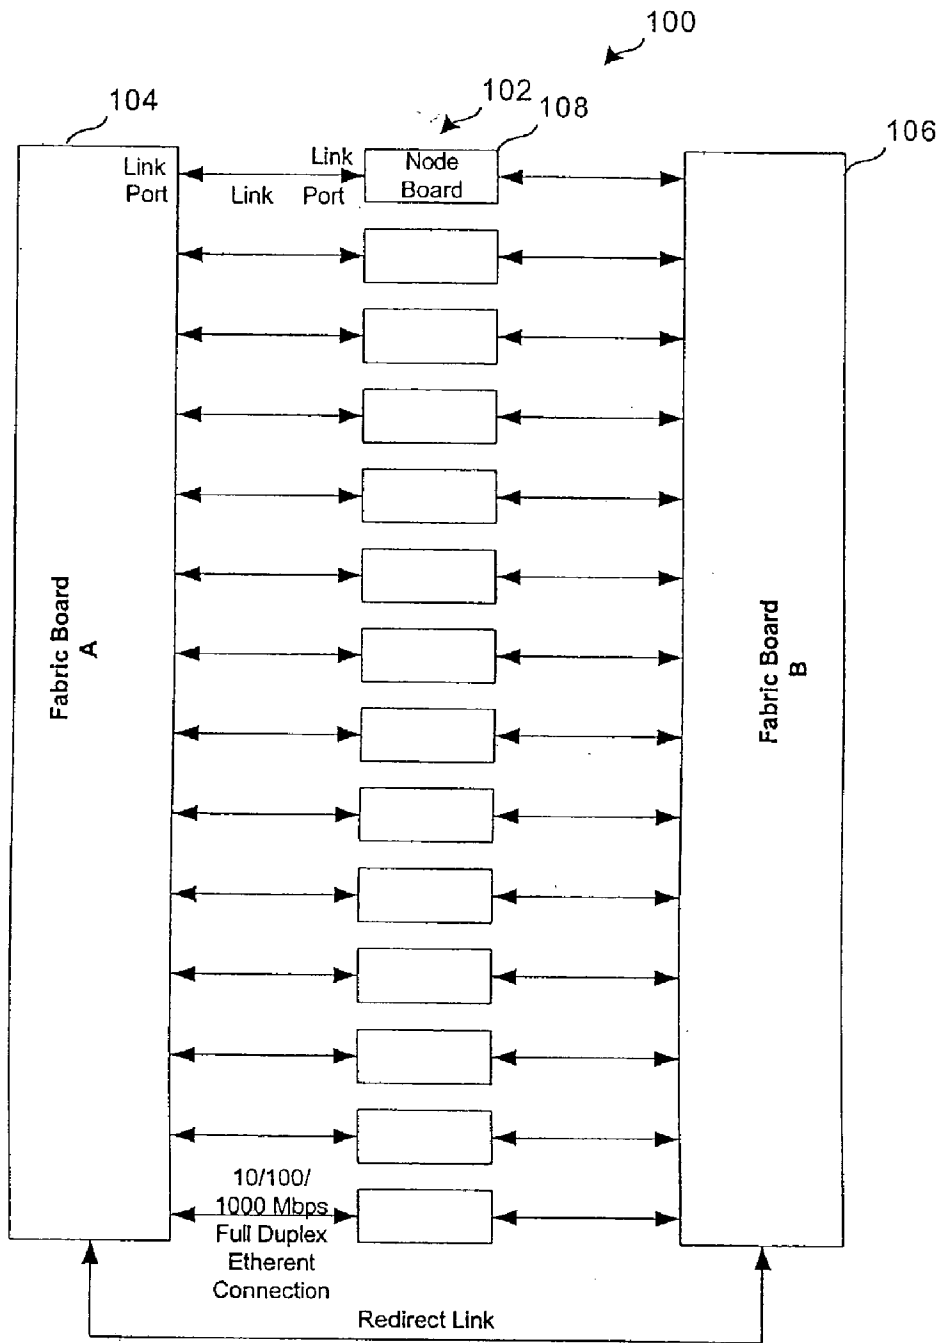 100
104
102
108
106
Link
Port
Link
Link
Port
Node
Board
Fabric Board
A
Fabric Board
B
10/100/
1000 Mbps
Full Duplex
Etherent
Connection
Redirect Link